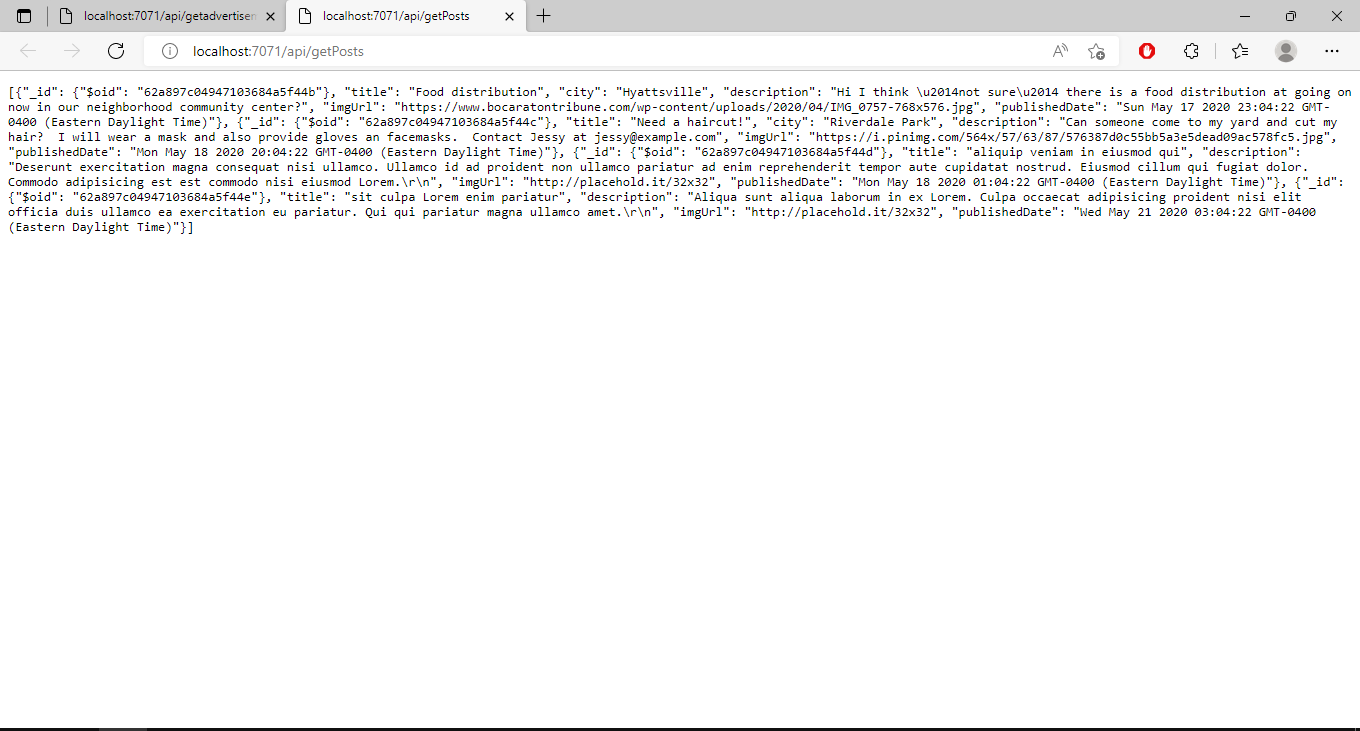 localhost:7071/api/getadvertisem
localhost:7071/api/getPosts
localhost:7071/api/getPosts
[{"_id": {"$oid": "62a897c04947103684a5f44b"}, "title": "Food distribution", "city": "Hyattsville", "description": "Hi I think \u2014not sure\u2014 there is a food distribution at going on
now in our neighborhood community center?", "imgUrl": "https://www.bocaratontribune.com/wp-content/uploads/2020/04/IMG_0757-768x576.jpg", "publishedDate": "Sun May 17 2020 23:04:22 GMT-
0400 (Eastern Daylight Time)"}, {"_id": {"$oid": "62a897c04947103684a5f44c"}, "title": "Need a haircut!", "city": "Riverdale Park", "description": "Can someone come to my yard and cut my
hair?  I will wear a mask and also provide gloves an facemasks.  Contact Jessy at jessy@example.com", "imgUrl": "https://i.pinimg.com/564x/57/63/87/576387d0c55bb5a3e5dead09ac578fc5.jpg",
"publishedDate": "Mon May 18 2020 20:04:22 GMT-0400 (Eastern Daylight Time)"}, {"_id": {"$oid": "62a897c04947103684a5f44d"}, "title": "aliquip veniam in eiusmod qui", "description":
"Deserunt exercitation magna consequat nisi ullamco. Ullamco id ad proident non ullamco pariatur ad enim reprehenderit tempor aute cupidatat nostrud. Eiusmod cillum qui fugiat dolor.
Commodo adipisicing est est commodo nisi eiusmod Lorem.\r\n", "imgUrl": "http://placehold.it/32x32", "publishedDate": "Mon May 18 2020 01:04:22 GMT-0400 (Eastern Daylight Time)"}, {"_id":
{"$oid": "62a897c04947103684a5f44e"}, "title": "sit culpa Lorem enim pariatur", "description": "Aliqua sunt aliqua laborum in ex Lorem. Culpa occaecat adipisicing proident nisi elit
officia duis ullamco ea exercitation eu pariatur. Qui qui pariatur magna ullamco amet.\r\n", "imgUrl": "http://placehold.it/32x32", "publishedDate": "Wed May 21 2020 03:04:22 GMT-0400
(Eastern Daylight Time)"}]